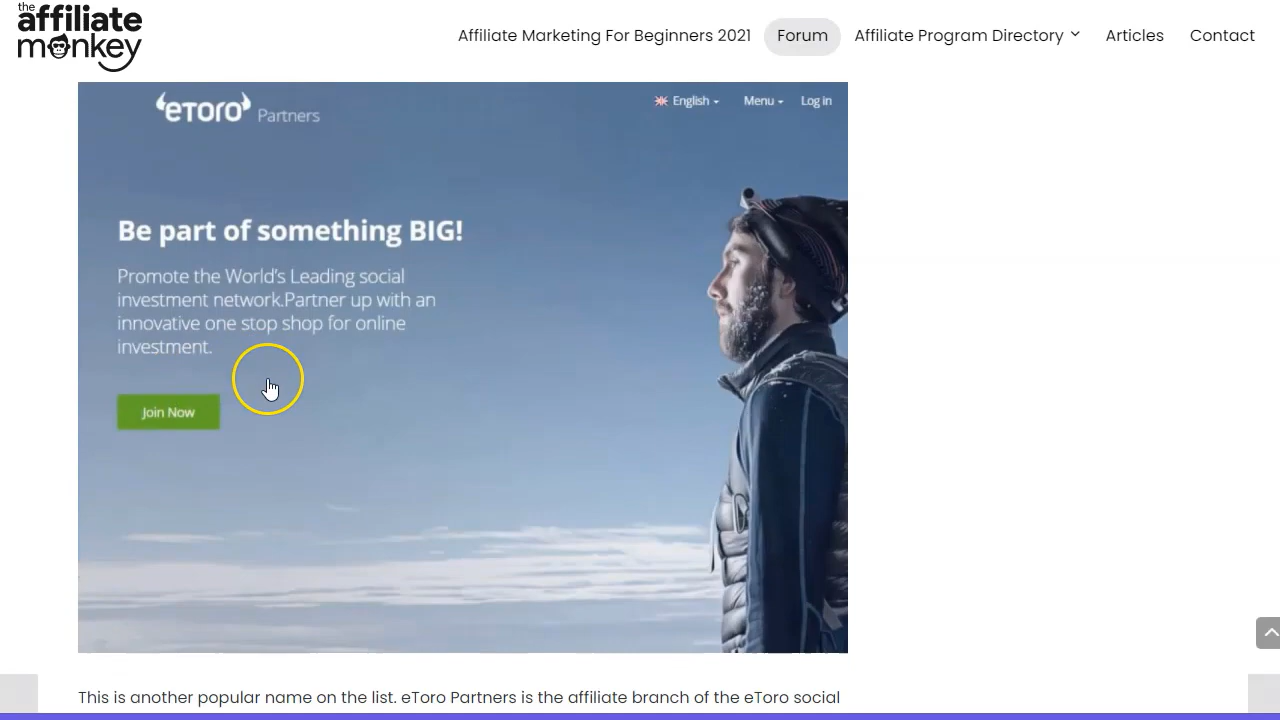 the
affiliate
monkey
Affiliate Marketing For Beginners 2021 Forum Affiliate Program Directory Articles Contact
eToro Partners English Menu Log in
Be part of something BIG!
Promote the World's Leading social
investment network.Partner up with an
innovative one stop shop for online
investment.
Join Now
This is another popular name on the list. eToro Partners is the affiliate branch of the eToro social